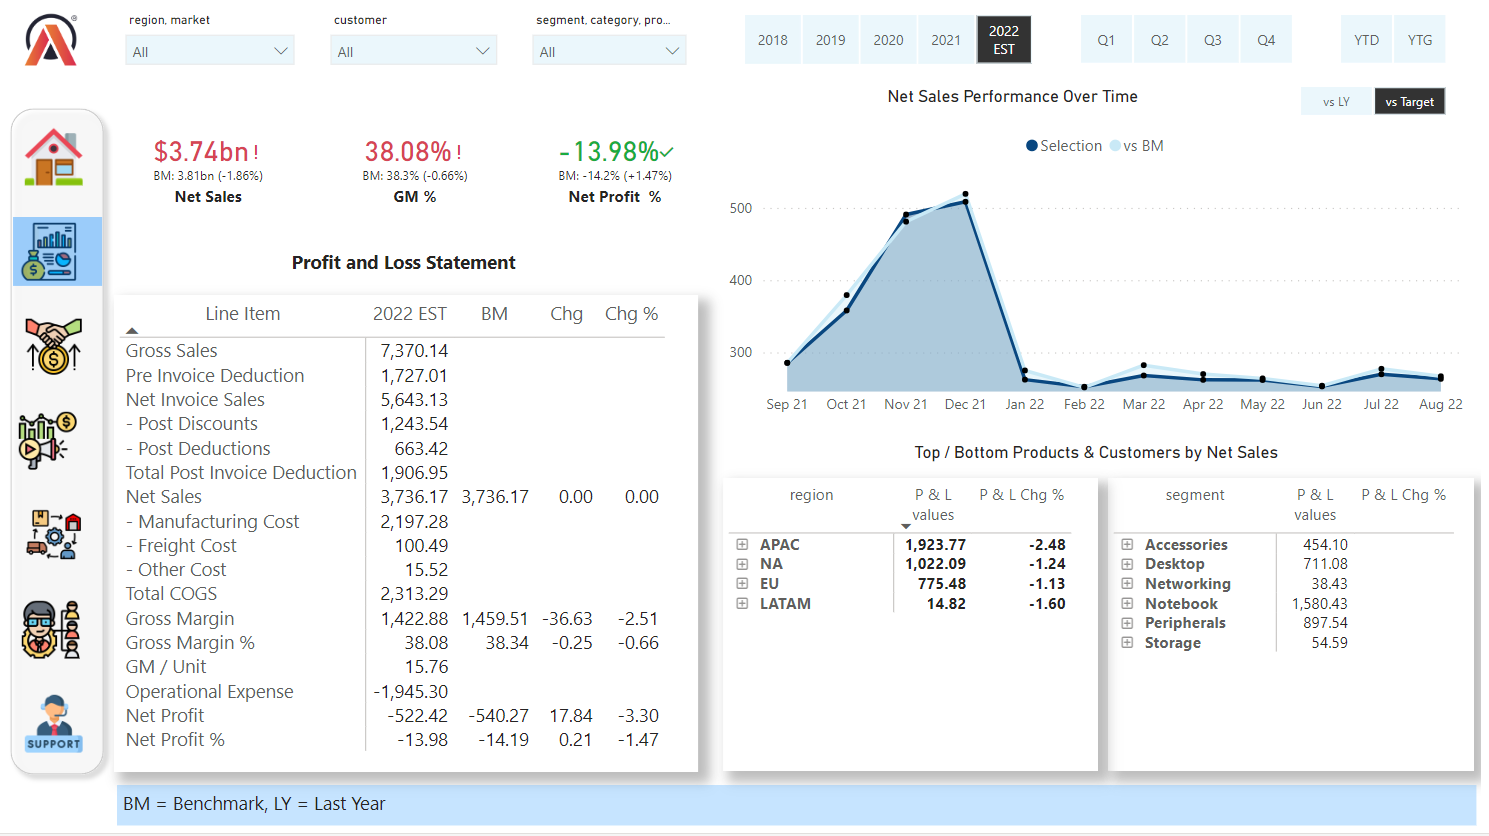 region, market
customer
segment, category, pro...
All
All
All
2018
2019
2020
2021
2022
EST
Q1
Q2
Q3
Q4
YTD
YTG
Net Sales Performance Over Time
vs LY
vs Target
Selection
vs BM
$3.74bn!
BM: 3.81bn (-1.86%)
Net Sales
38.08%!
BM: 38.3% (-0.66%)
GM %
-13.98%
BM: -14.2% (+1.47%)
Net Profit %
500
400
300
Sep 21 Oct 21 Nov 21 Dec 21 Jan 22 Feb 22 Mar 22 Apr 22 May 22 Jun 22 Jul 22 Aug 22
Profit and Loss Statement
Line Item 2022 EST BM Chg Chg %
Gross Sales 7,370.14
Pre Invoice Deduction 1,727.01
Net Invoice Sales 5,643.13
- Post Discounts 1,243.54
- Post Deductions 663.42
Total Post Invoice Deduction 1,906.95
Net Sales 3,736.17 3,736.17 0.00 0.00
- Manufacturing Cost 2,197.28
- Freight Cost 100.49
- Other Cost 15.52
Total COGS 2,313.29
Gross Margin 1,422.88 1,459.51 -36.63 -2.51
Gross Margin % 38.08 38.34 -0.25 -0.66
GM / Unit 15.76
Operational Expense -1,945.30
Net Profit -522.42 -540.27 17.84 -3.30
Net Profit % -13.98 -14.19 0.21 -1.47
Top / Bottom Products & Customers by Net Sales
region P & L values P & L Chg %
APAC 1,923.77 -2.48
NA 1,022.09 -1.24
EU 775.48 -1.13
LATAM 14.82 -1.60
segment P & L values P & L Chg %
Accessories 454.10
Desktop 711.08
Networking 38.43
Notebook 1,580.43
Peripherals 897.54
Storage 54.59
SUPPORT
BM = Benchmark, LY = Last Year